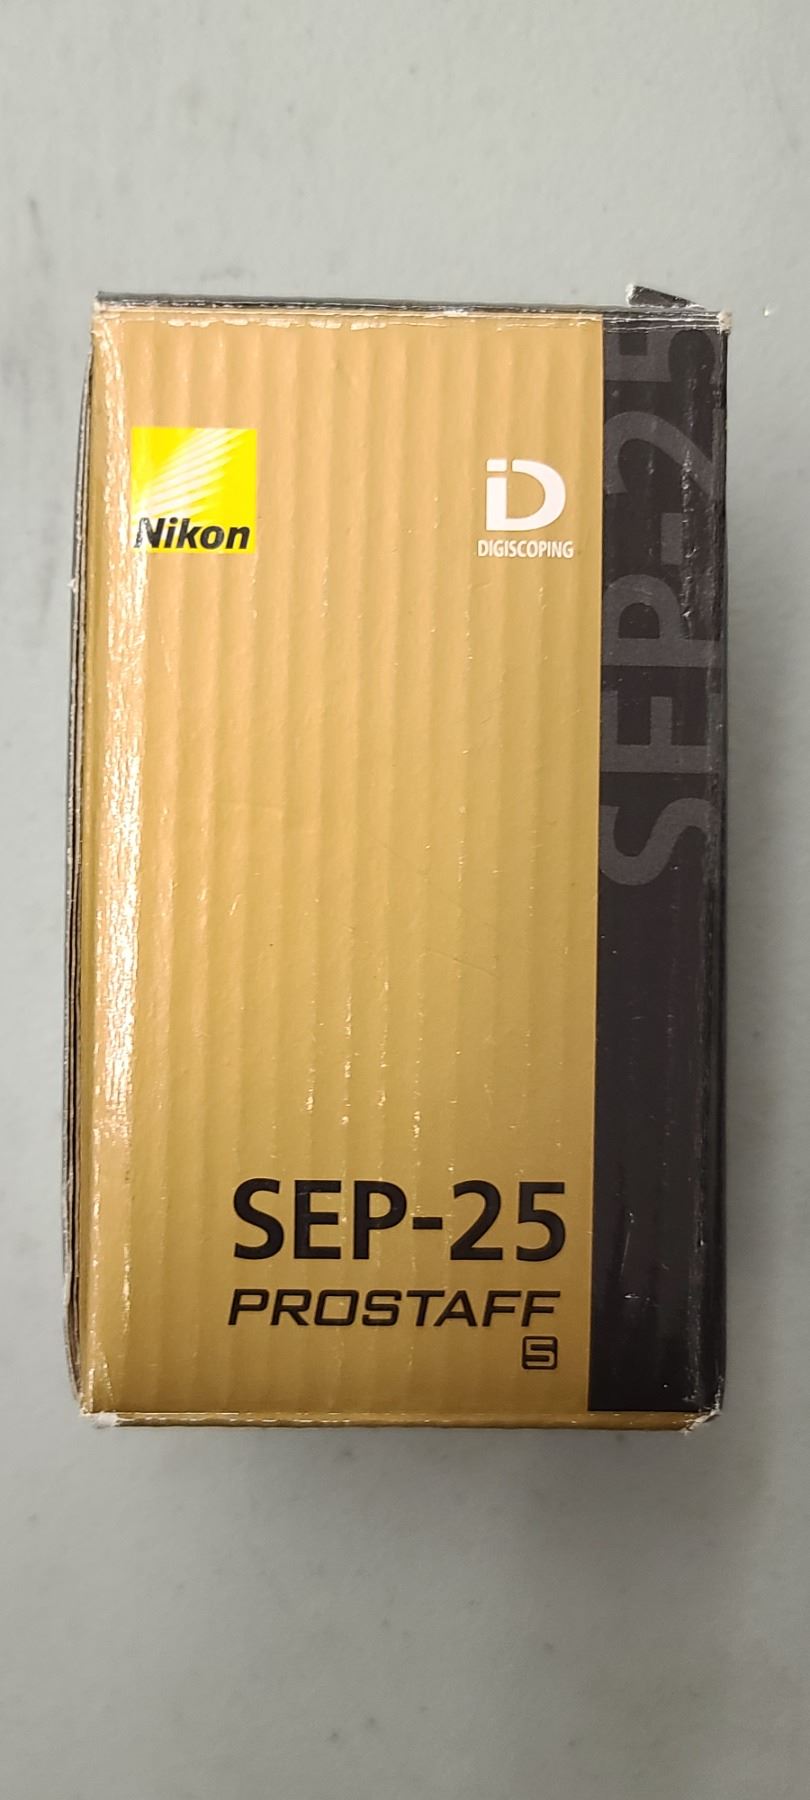 Nikon
iD
DIGISCOPING
SEP-25
SEP-25
PROSTAFF
5